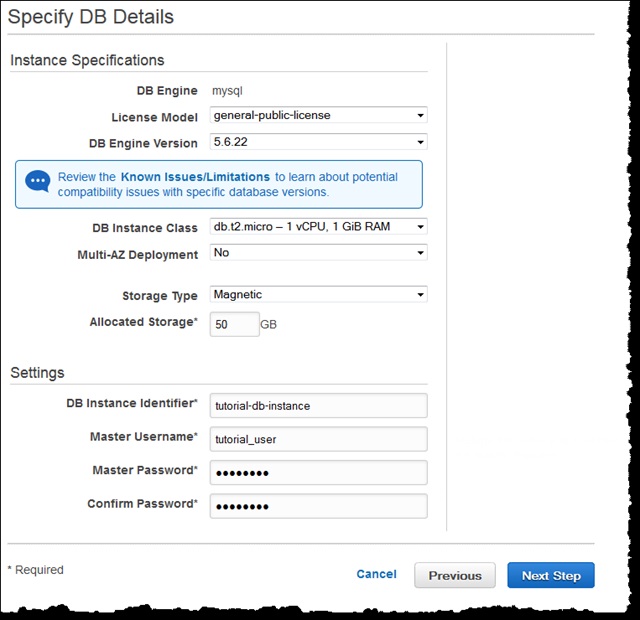 Specify DB Details
Instance Specifications
DB Engine mysql
License Model general-public-license
DB Engine Version 5.6.22
Review the Known Issues/Limitations to learn about potential
compatibility issues with specific database versions.
DB Instance Class db.t2.micro – 1 vCPU, 1 GiB RAM
Multi-AZ Deployment No
Storage Type Magnetic
Allocated Storage* 50 GB
Settings
DB Instance Identifier* tutorial-db-instance
Master Username* tutorial_user
Master Password* ●●●●●●●●
Confirm Password* ●●●●●●●●
* Required Cancel Previous Next Step